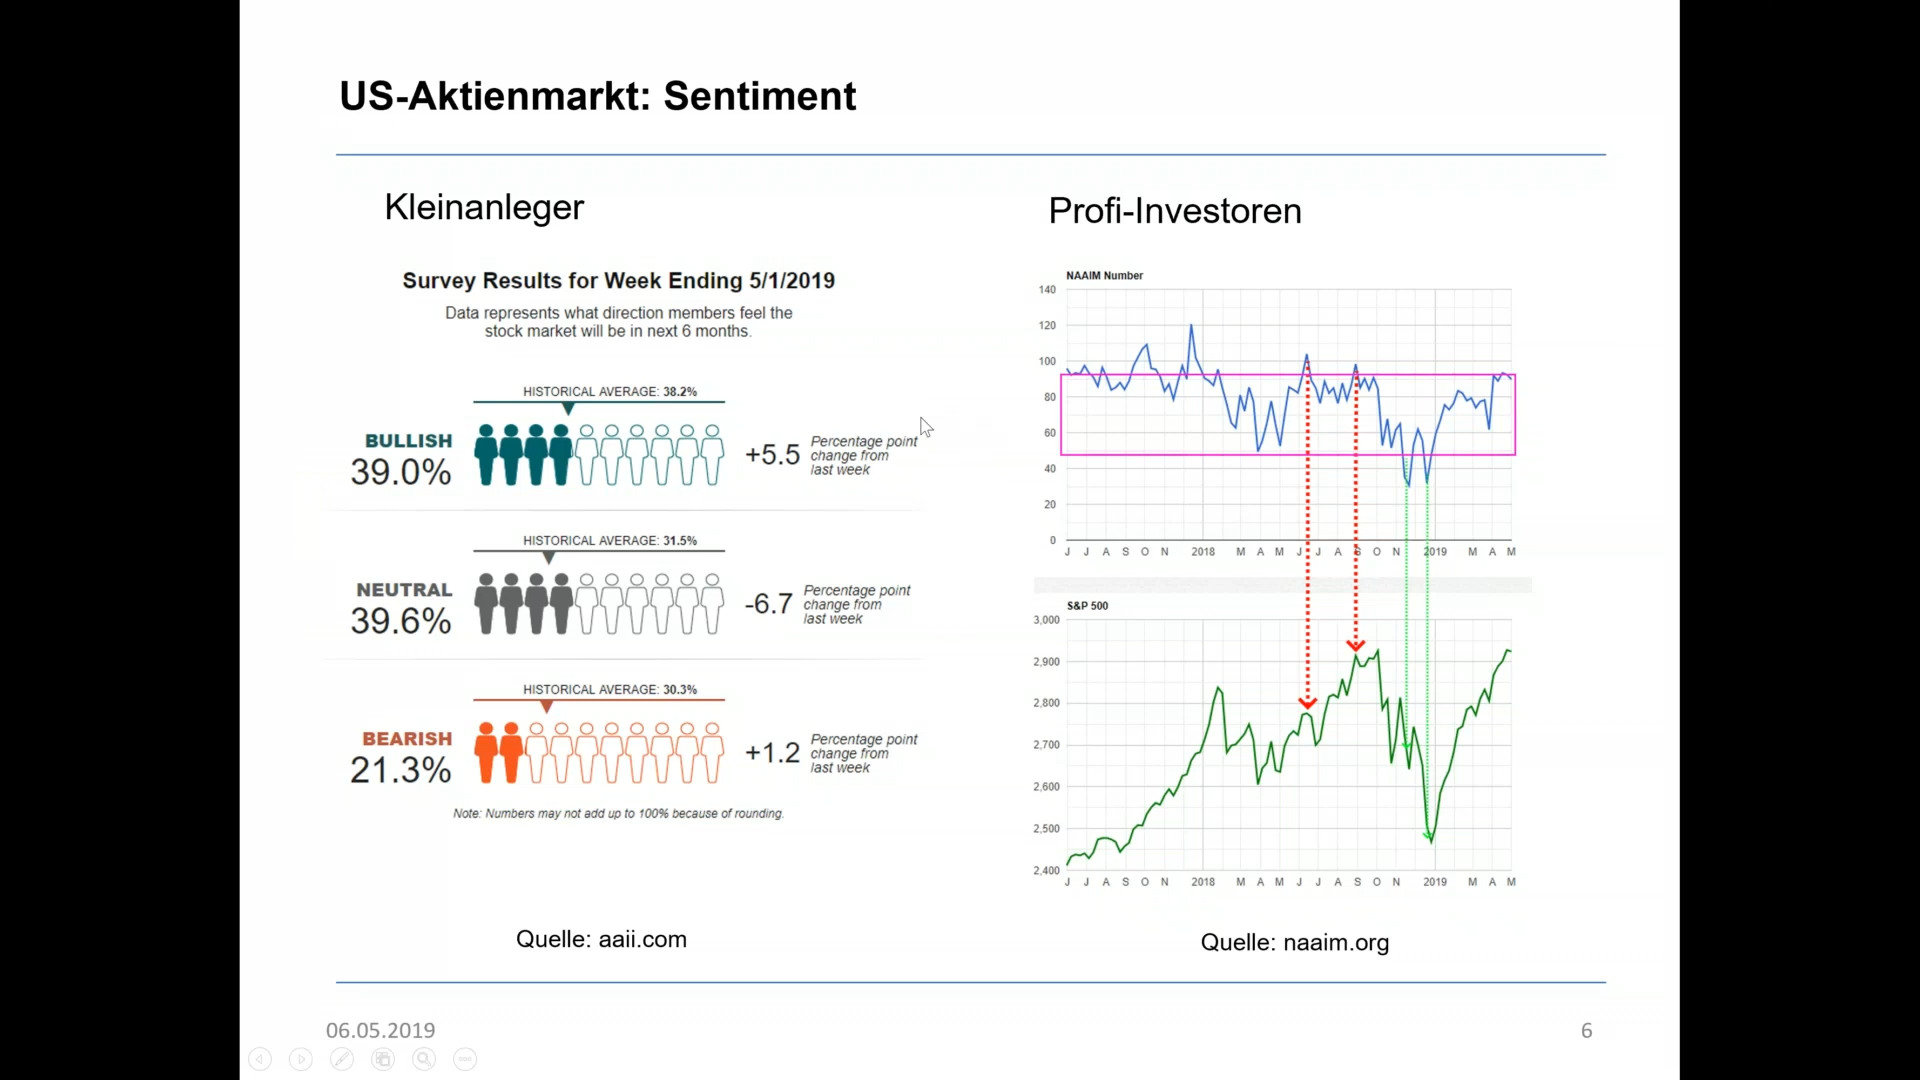 US-Aktienmarkt: Sentiment
Kleinanleger
Survey Results for Week Ending 5/1/2019
Data represents what direction members feel the
stock market will be in next 6 months.
HISTORICAL AVERAGE: 38.2%
BULLISH
39.0%
+5.5
Percentage point
change from
last week
HISTORICAL AVERAGE: 31.5%
NEUTRAL
39.6%
-6.7
Percentage point
change from
last week
HISTORICAL AVERAGE: 30.3%
BEARISH
21.3%
+1.2
Percentage point
change from
last week
Note: Numbers may not add up to 100% because of rounding.
Quelle: aaii.com
Profi-Investoren
NAAIM Number
140
120
100
80
60
40
20
0
J J A S O N 2018 M A M J J A S O N 2019 M A M
S&P 500
3,000
2,900
2,800
2,700
2,600
2,500
2,400
J J A S O N 2018 M A M J J A S O N 2019 M A M
Quelle: naaim.org
06.05.2019
6